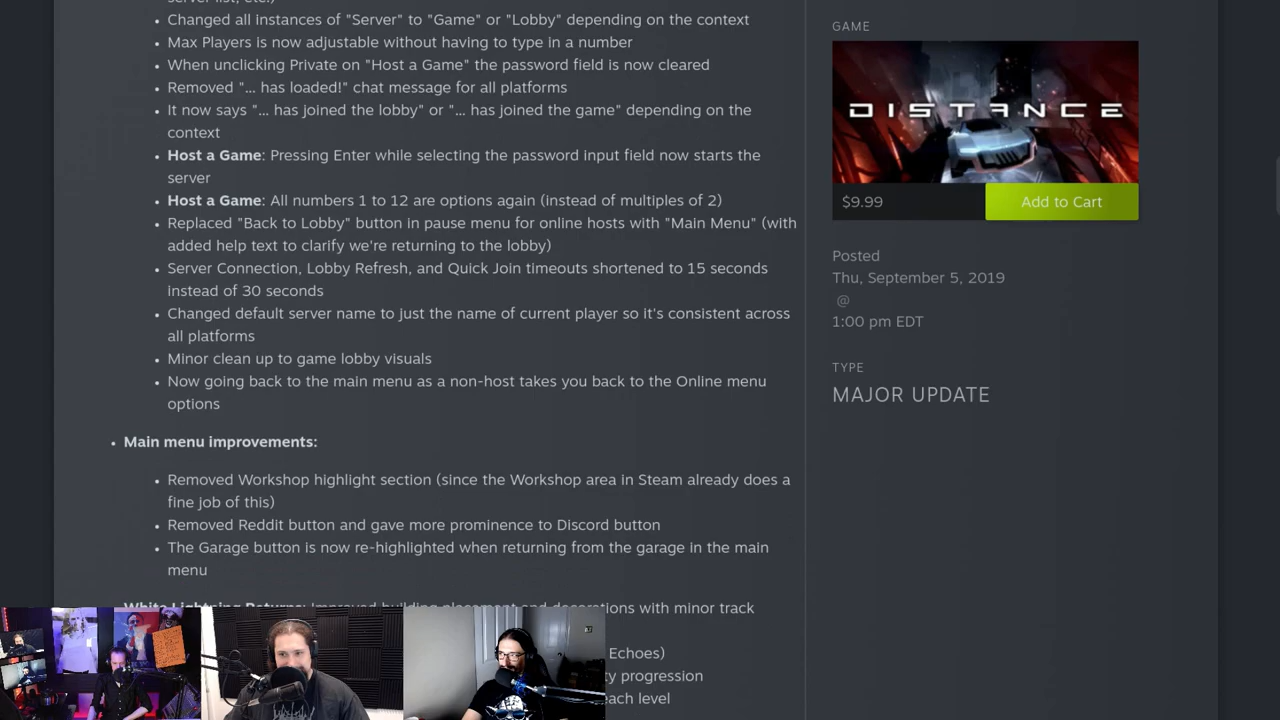 Changed all instances of "Server" to "Game" or "Lobby" depending on the context
Max Players is now adjustable without having to type in a number
When unclicking Private on "Host a Game" the password field is now cleared
Removed "... has loaded!" chat message for all platforms
It now says "... has joined the lobby" or "... has joined the game" depending on the
context
Host a Game: Pressing Enter while selecting the password input field now starts the
server
Host a Game: All numbers 1 to 12 are options again (instead of multiples of 2)
Replaced "Back to Lobby" button in pause menu for online hosts with "Main Menu" (with
added help text to clarify we're returning to the lobby)
Server Connection, Lobby Refresh, and Quick Join timeouts shortened to 15 seconds
instead of 30 seconds
Changed default server name to just the name of current player so it's consistent across
all platforms
Minor clean up to game lobby visuals
Now going back to the main menu as a non-host takes you back to the Online menu
options
Main menu improvements:
Removed Workshop highlight section (since the Workshop area in Steam already does a
fine job of this)
Removed Reddit button and gave more prominence to Discord button
The Garage button is now re-highlighted when returning from the garage in the main
menu
White Lightning Returns: Improved building placement and decorations with minor track
Echoes)
progression
each level
GAME
DISTANCE
$9.99
Add to Cart
Posted
Thu, September 5, 2019
@
1:00 pm EDT
TYPE
MAJOR UPDATE